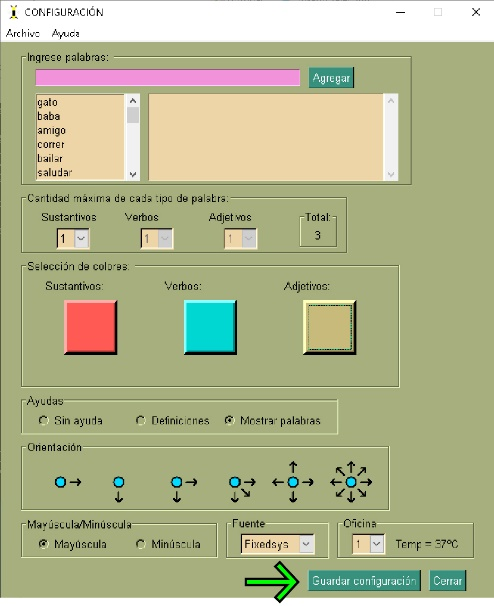 CONFIGURACIÓN
Archivo Ayuda
Ingrese palabras:
Agregar
gato
baba
amigo
correr
bailar
saludar
Cantidad máxima de cada tipo de palabra:
Sustantivos Verbos Adjetivos Total:
1 1 1 3
Selección de colores:
Sustantivos: Verbos: Adjetivos:
Ayudas
Sin ayuda Definiciones Mostrar palabras
Orientación
Mayúscula/Minúscula Fuente Oficina
Mayúscula Minúscula Fixedsys 1 Temp = 37ºC
Guardar configuración Cerrar